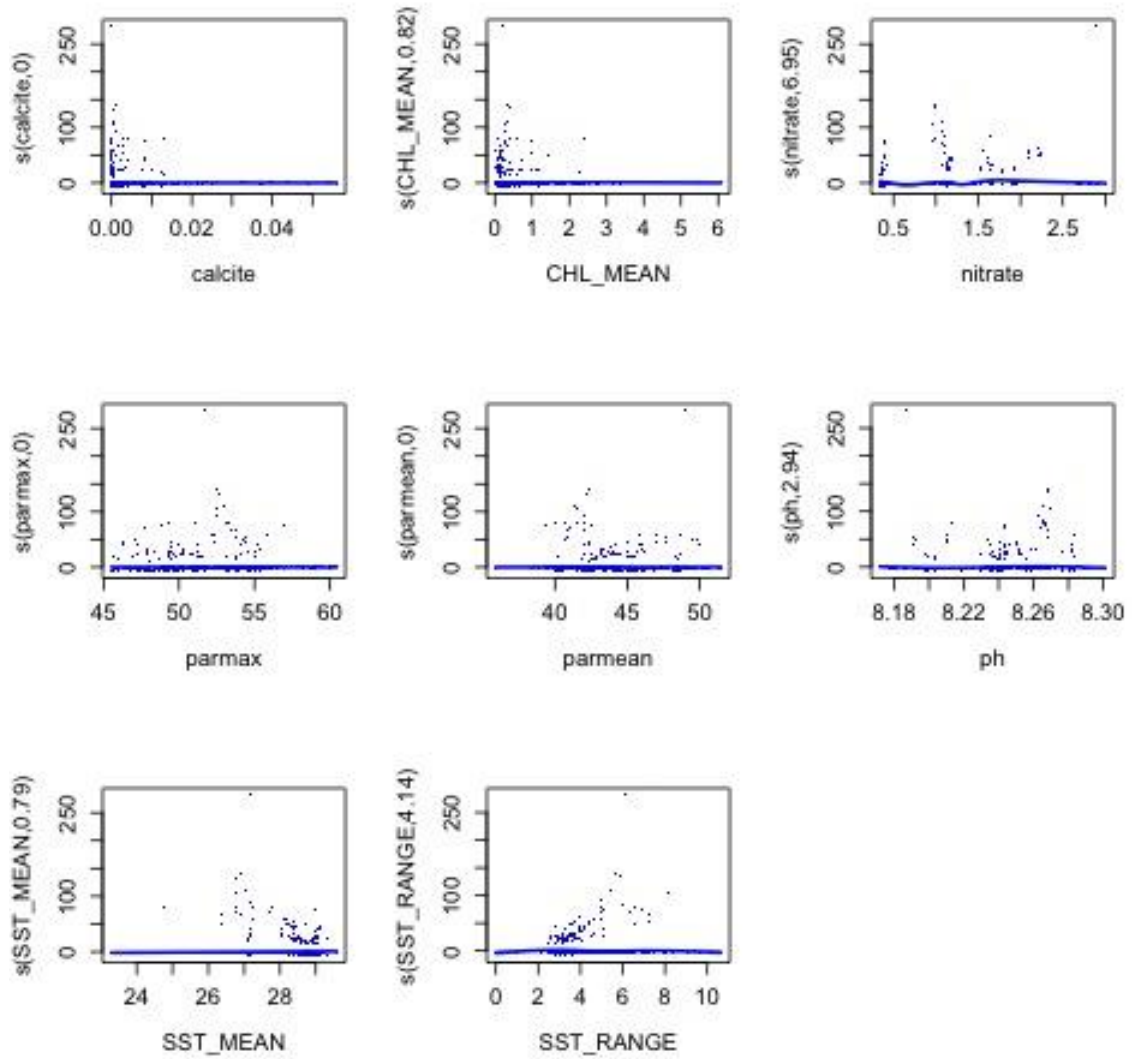 s(calcite,0)
0 100 250
0.00 0.02 0.04
calcite
s(CHL_MEAN,0.82)
0 100 250
0 1 2 3 4 5 6
CHL_MEAN
s(nitrate,6.95)
0 100 250
0.5 1.5 2.5
nitrate
s(parmax,0)
0 100 250
45 50 55 60
parmax
s(parmean,0)
0 100 250
40 45 50
parmean
s(ph,2.94)
0 100 250
8.18 8.22 8.26 8.30
ph
s(SST_MEAN,0.79)
0 100 250
24 26 28
SST_MEAN
s(SST_RANGE,4.14)
0 100 250
0 2 4 6 8 10
SST_RANGE